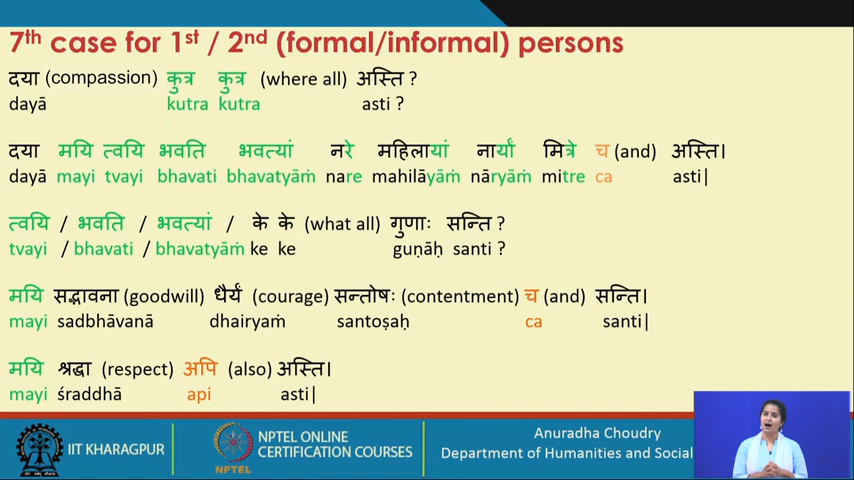 7th case for 1st / 2nd (formal/informal) persons
दया (compassion) कुत्र कुत्र (where all) अस्ति ?
dayā kutra kutra asti ?
दया मयि त्वयि भवति भवत्यां नरे महिलायां नार्यां मित्रे च (and) अस्ति।
dayā mayi tvayi bhavati bhavatyāṁ nare mahilāyāṁ nāryāṁ mitre ca asti|
त्वयि / भवति / भवत्यां / के के (what all) गुणाः सन्ति ?
tvayi / bhavati / bhavatyāṁ ke ke guṇāḥ santi ?
मयि सद्भावना (goodwill) धैर्यं (courage) सन्तोषः (contentment) च (and) सन्ति।
mayi sadbhāvanā dhairyaṁ santoṣaḥ ca santi|
मयि श्रद्धा (respect) अपि (also) अस्ति।
mayi śraddhā api asti|
IIT KHARAGPUR
NPTEL
NPTEL ONLINE
CERTIFICATION COURSES
Anuradha Choudry
Department of Humanities and Social